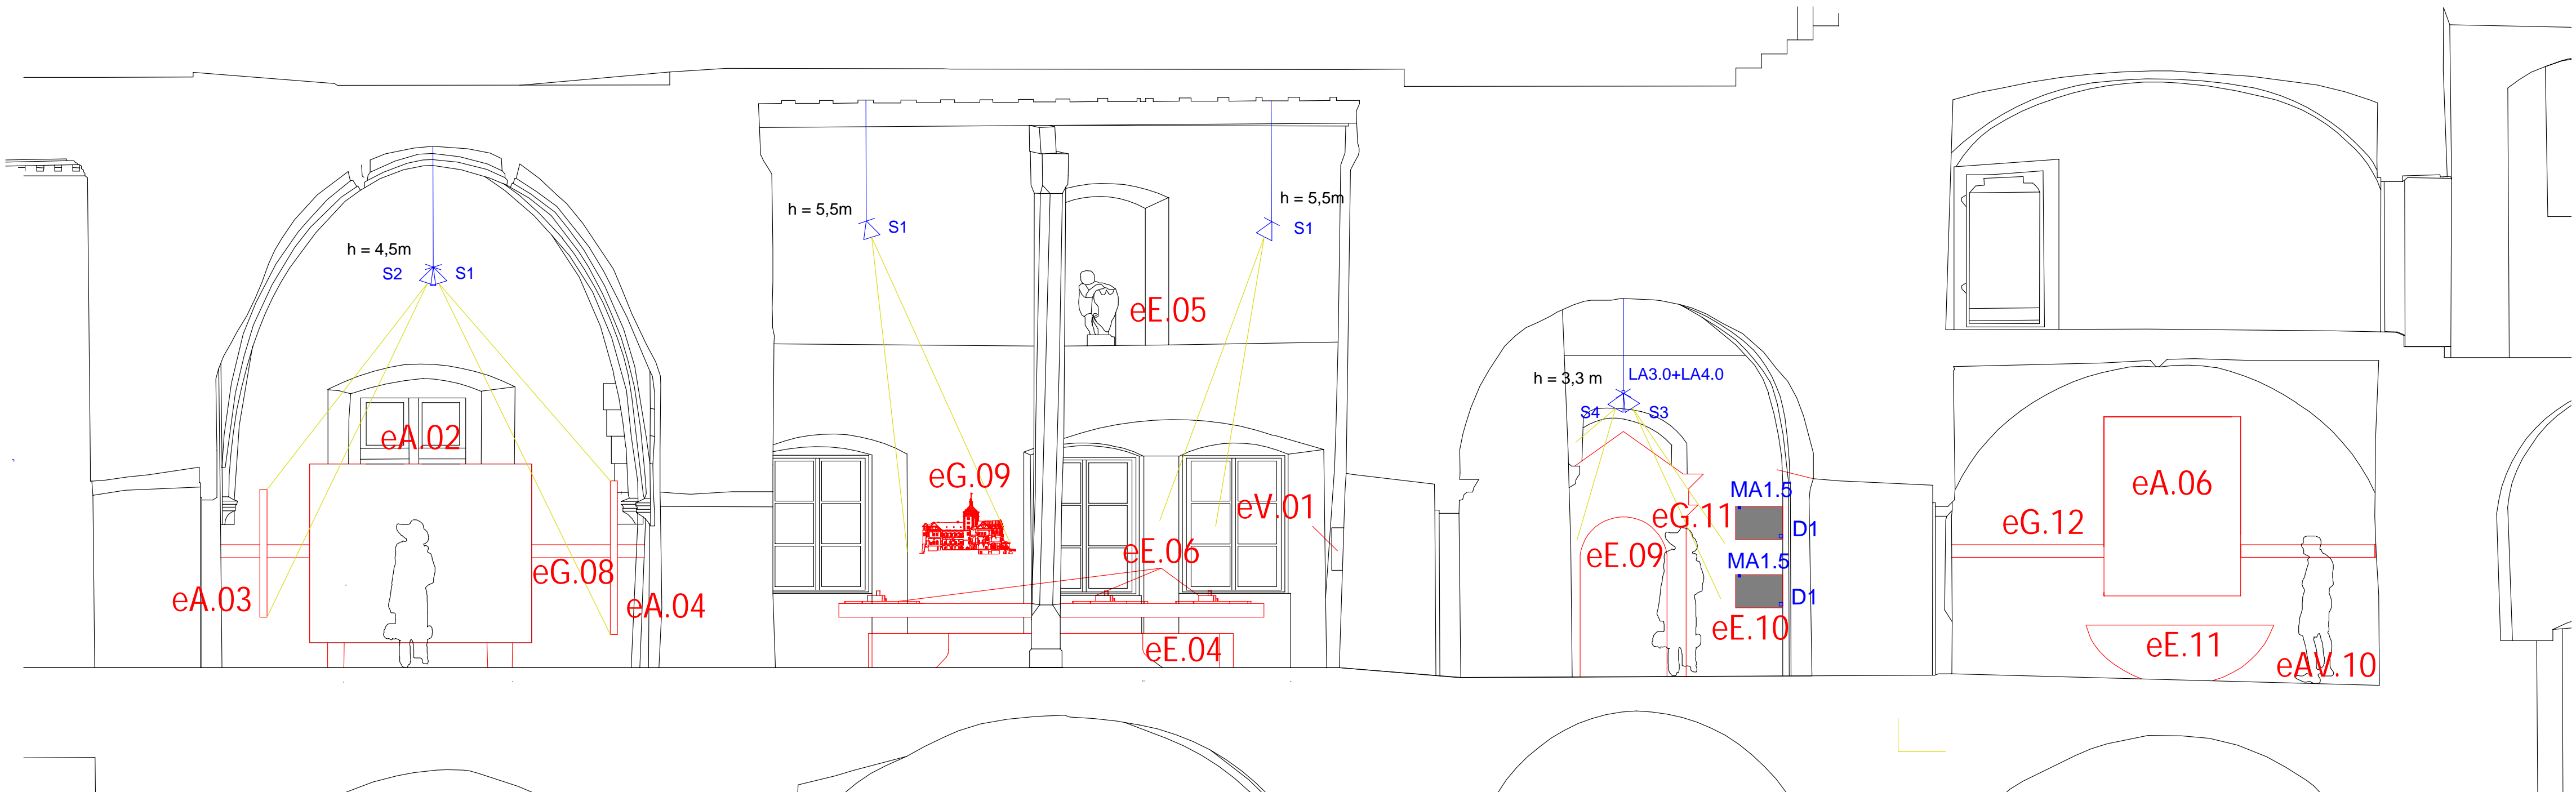 h = 4,5m
S2
S1
eA.02
eA.03
eG.08
eA.04
h = 5,5m
S1
h = 5,5m
S1
eE.05
eG.09
eV.01
eE.06
eE.04
h = 3,3 m
LA3.0+LA4.0
S4
S3
MA1.5
eG.11
D1
eE.09
MA1.5
D1
eE.10
eA.06
eG.12
eE.11
eAV.10